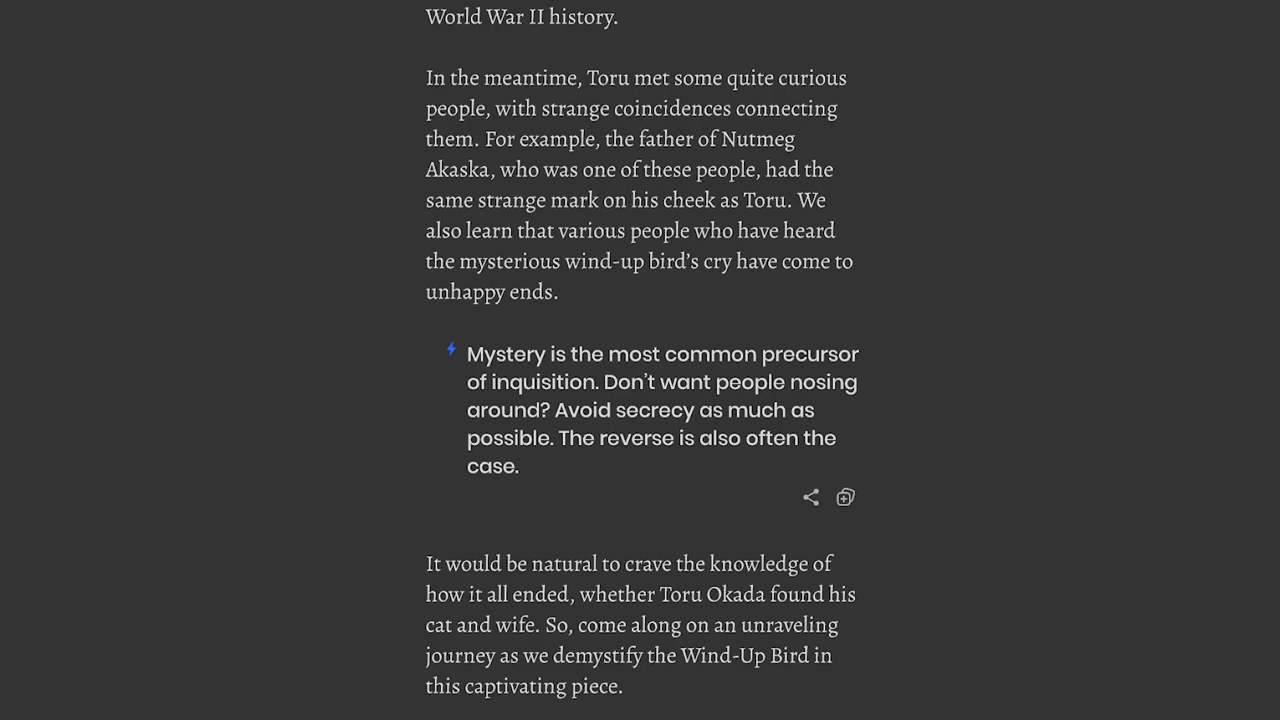 World War II history.
In the meantime, Toru met some quite curious
people, with strange coincidences connecting
them. For example, the father of Nutmeg
Akaska, who was one of these people, had the
same strange mark on his cheek as Toru. We
also learn that various people who have heard
the mysterious wind-up bird’s cry have come to
unhappy ends.
Mystery is the most common precursor
of inquisition. Don’t want people nosing
around? Avoid secrecy as much as
possible. The reverse is also often the
case.
It would be natural to crave the knowledge of
how it all ended, whether Toru Okada found his
cat and wife. So, come along on an unraveling
journey as we demystify the Wind-Up Bird in
this captivating piece.